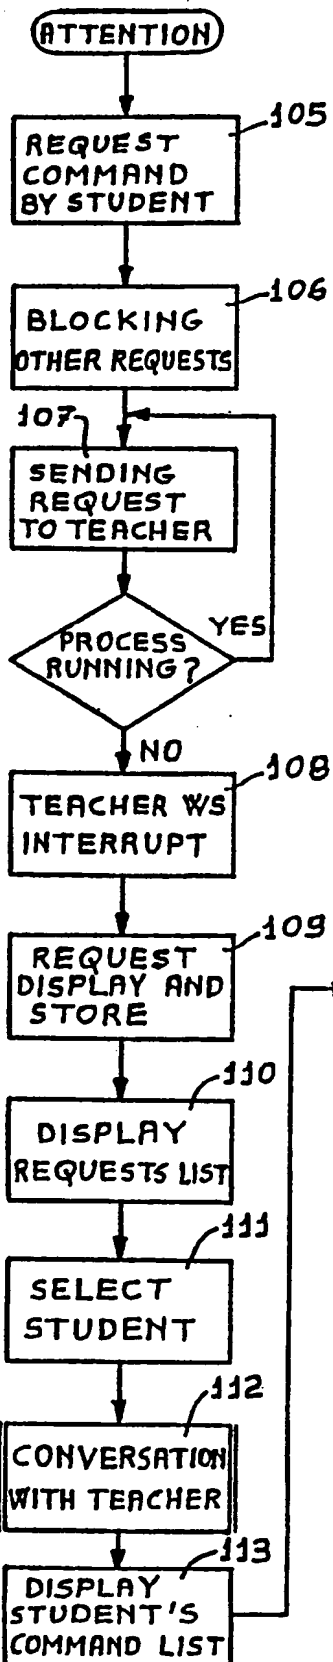 ATTENTION
105
REQUEST
COMMAND
BY STUDENT
106
BLOCKING
OTHER REQUESTS
107
SENDING
REQUEST
TO TEACHER
PROCESS
RUNNING?
YES
NO
108
TEACHER WS
INTERRUPT
109
REQUEST
DISPLAY AND
STORE
110
DISPLAY
REQUESTS LIST
111
SELECT
STUDENT
112
CONVERSATION
WITH TEACHER
113
DISPLAY
STUDENT'S
COMMAND LIST